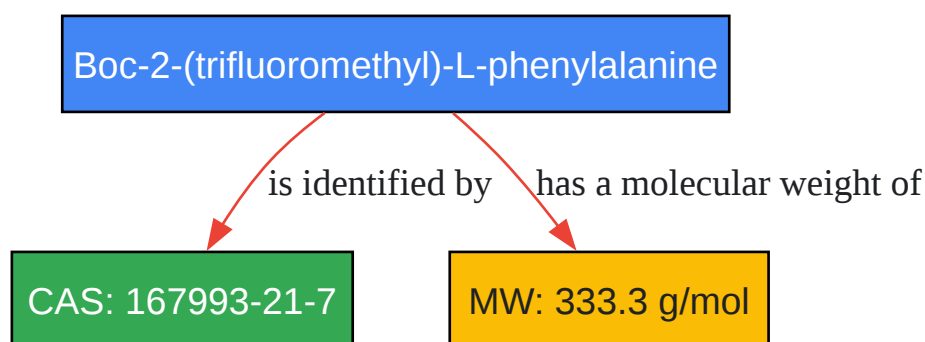 Boc-2-(trifluoromethyl)-L-phenylalanine
is identified by
has a molecular weight of
CAS: 167993-21-7
MW: 333.3 g/mol